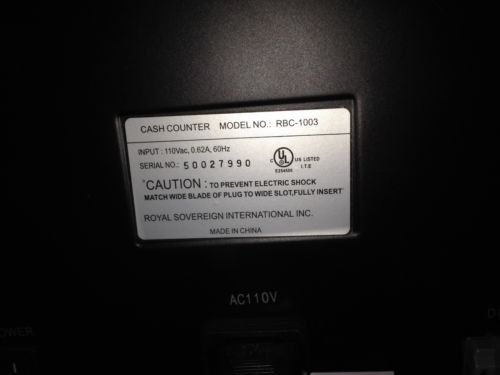 CASH COUNTER MODEL NO.: RBC-1003
INPUT : 110Vac, 0.62A, 60Hz
SERIAL NO.: 50027990
C UL US LISTED
I.T.E
E254506
"CAUTION: TO PREVENT ELECTRIC SHOCK
MATCH WIDE BLADE OF PLUG TO WIDE SLOT,FULLY INSERT"
ROYAL SOVEREIGN INTERNATIONAL INC.
MADE IN CHINA
AC110V